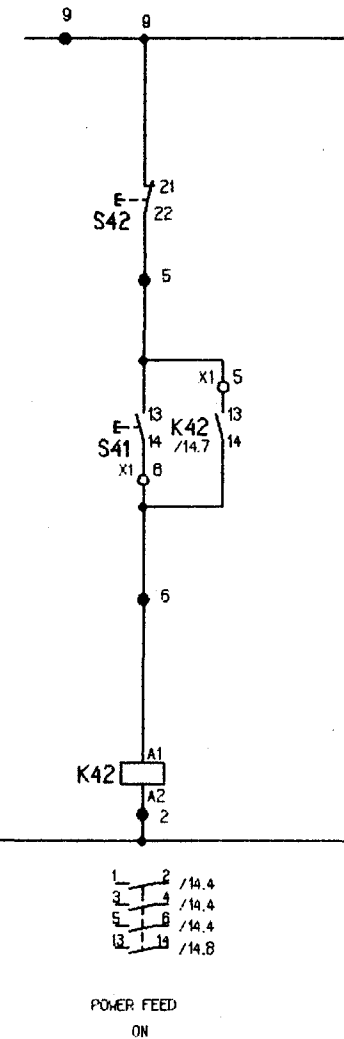 9
9
21
22
S42
5
X1 5
13
14
S41
X1 6
13
K42
14
/14.7
6
A1
K42
A2
2
1 2 /14.4
3 4 /14.4
5 6 /14.4
13 14 /14.8
POWER FEED
ON